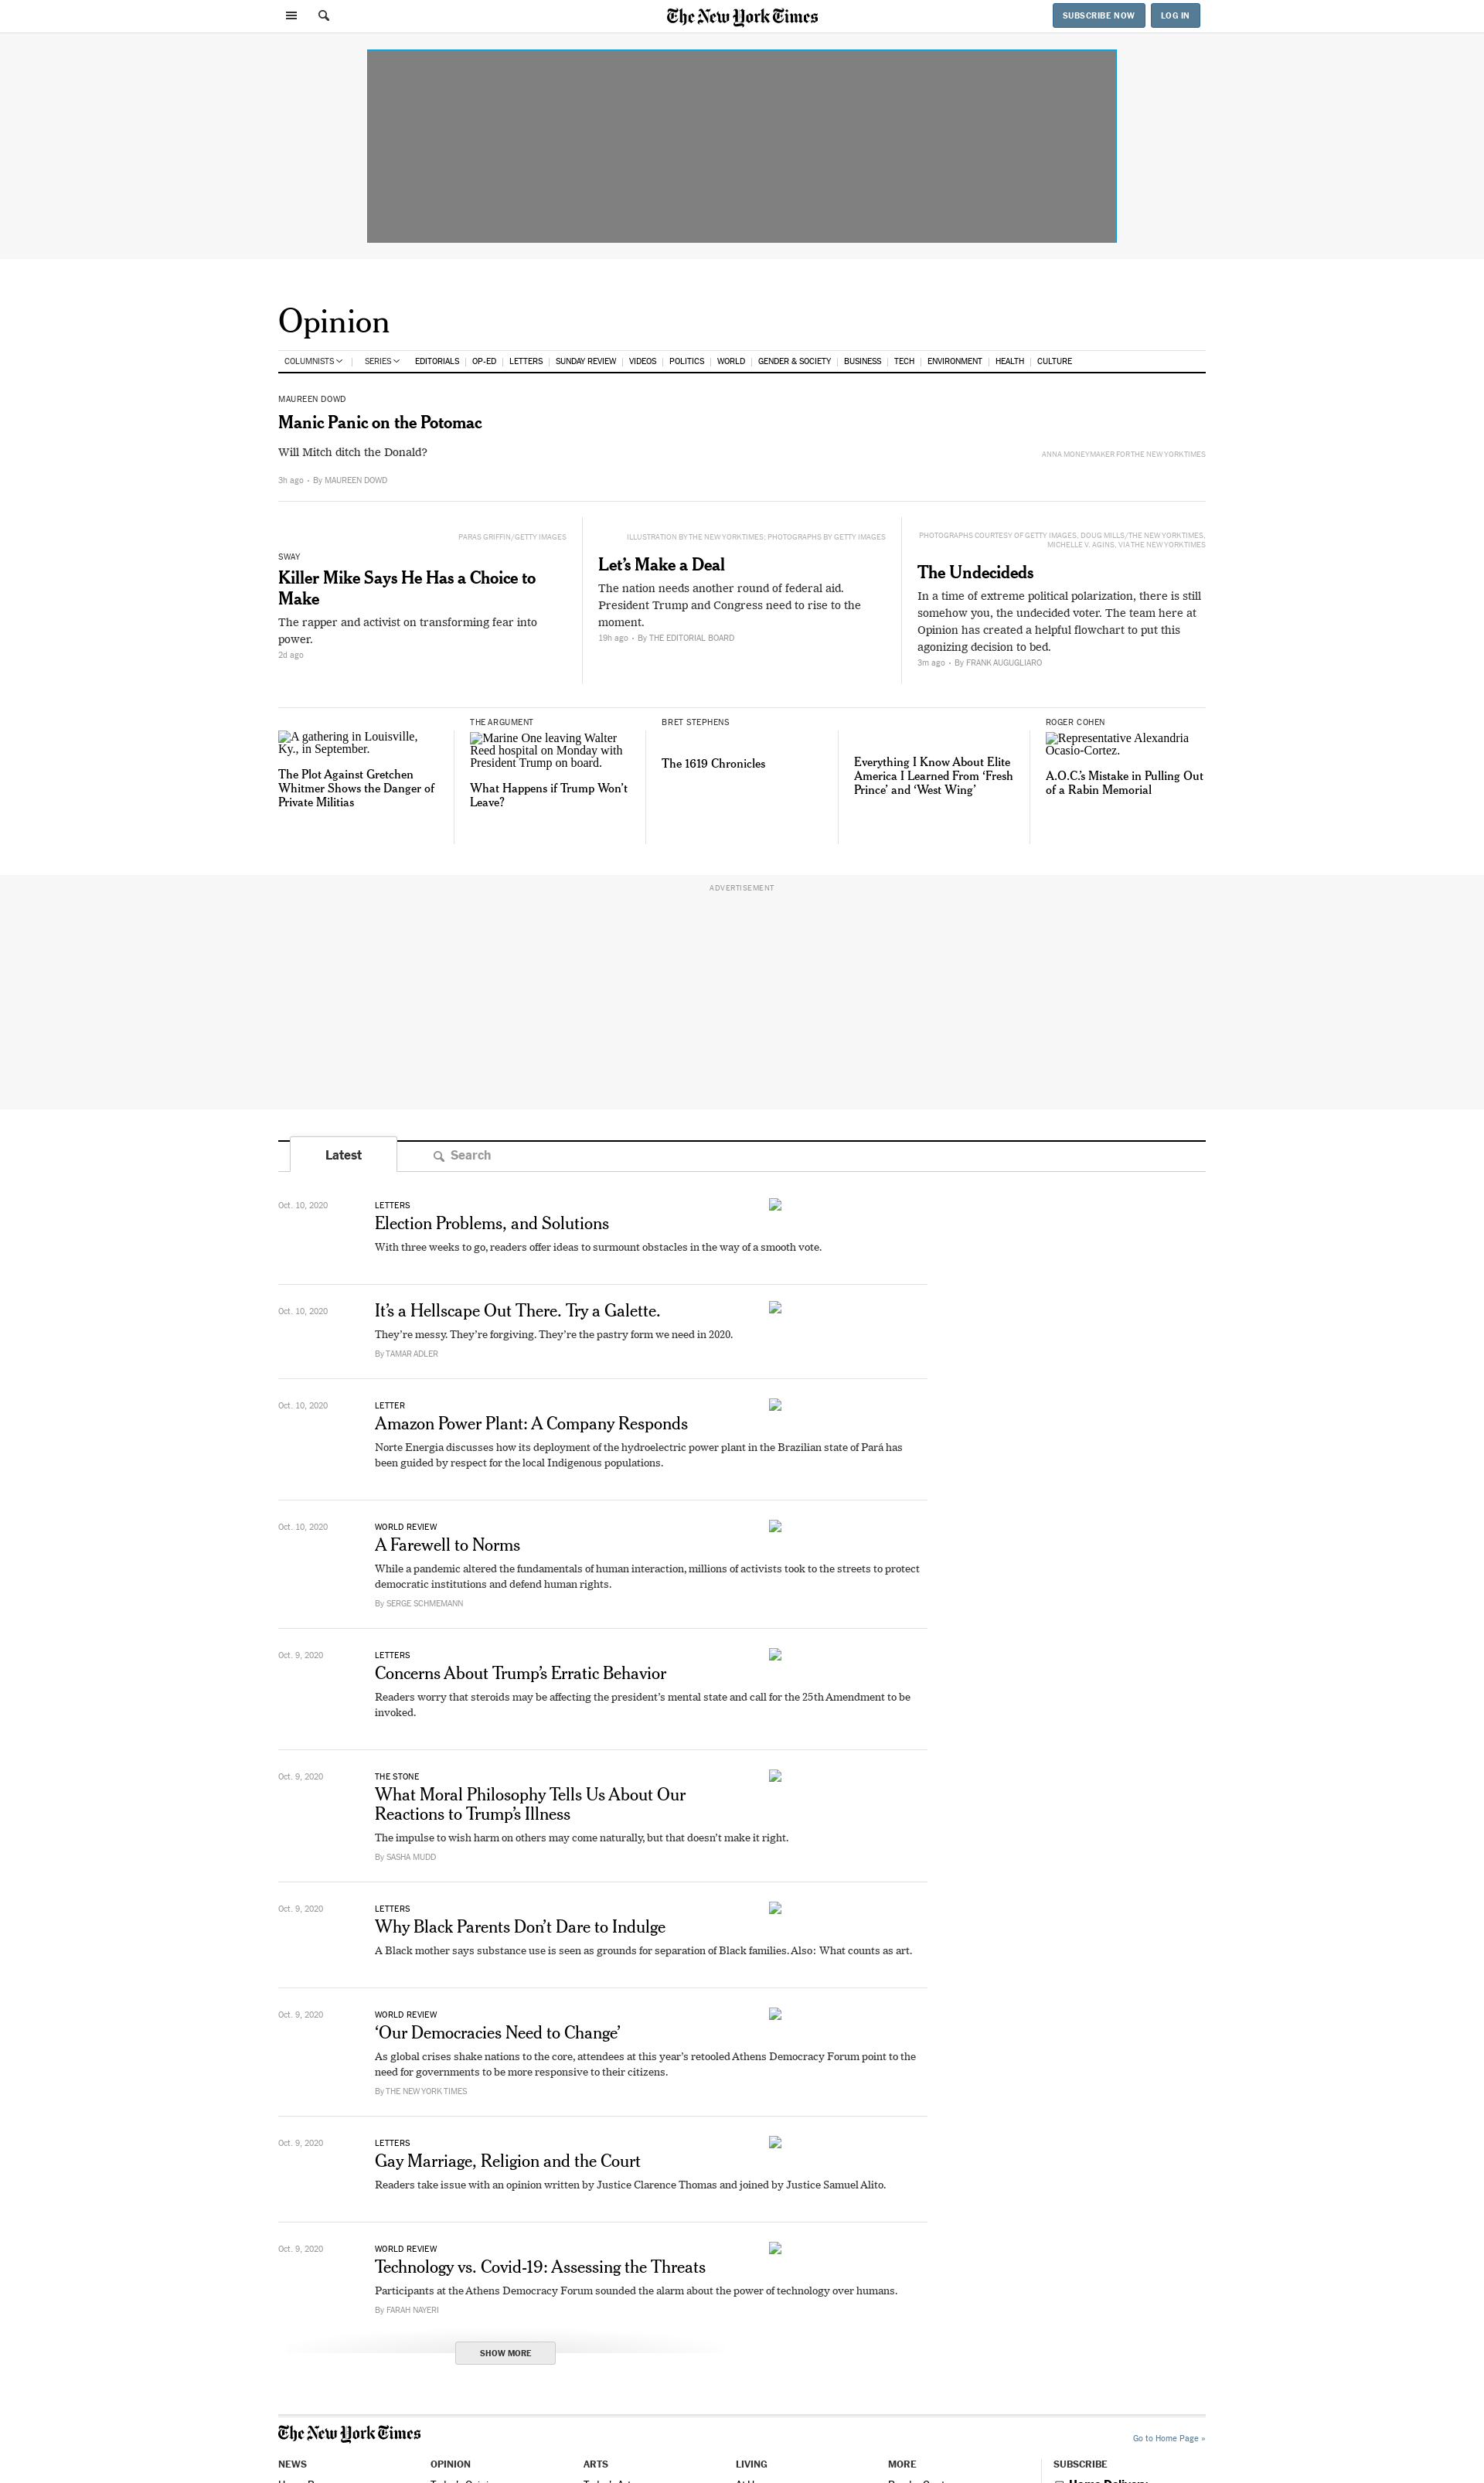 The New York Times
SUBSCRIBE NOW
LOG IN
Opinion
COLUMNISTS
SERIES
EDITORIALS
OP-ED
LETTERS
SUNDAY REVIEW
VIDEOS
POLITICS
WORLD
GENDER & SOCIETY
BUSINESS
TECH
ENVIRONMENT
HEALTH
CULTURE
MAUREEN DOWD
Manic Panic on the Potomac
Will Mitch ditch the Donald?
ANNA MONEYMAKER FOR THE NEW YORK TIMES
3h ago • By MAUREEN DOWD
PARAS GRIFFIN/GETTY IMAGES
SWAY
Killer Mike Says He Has a Choice to
Make
The rapper and activist on transforming fear into
power.
2d ago
ILLUSTRATION BY THE NEW YORK TIMES; PHOTOGRAPHS BY GETTY IMAGES
Let’s Make a Deal
The nation needs another round of federal aid.
President Trump and Congress need to rise to the
moment.
19h ago • By THE EDITORIAL BOARD
PHOTOGRAPHS COURTESY OF GETTY IMAGES, DOUG MILLS/THE NEW YORK TIMES,
MICHELLE V. AGINS, VIA THE NEW YORK TIMES
The Undecideds
In a time of extreme political polarization, there is still
somehow you, the undecided voter. The team here at
Opinion has created a helpful flowchart to put this
agonizing decision to bed.
3m ago • By FRANK AUGUGLIARO
A gathering in Louisville,
Ky., in September.
The Plot Against Gretchen
Whitmer Shows the Danger of
Private Militias
THE ARGUMENT
Marine One leaving Walter
Reed hospital on Monday with
President Trump on board.
What Happens if Trump Won’t
Leave?
BRET STEPHENS
The 1619 Chronicles
Everything I Know About Elite
America I Learned From ‘Fresh
Prince’ and ‘West Wing’
ROGER COHEN
Representative Alexandria
Ocasio-Cortez.
A.O.C.’s Mistake in Pulling Out
of a Rabin Memorial
ADVERTISEMENT
Latest
Search
Oct. 10, 2020
LETTERS
Election Problems, and Solutions
With three weeks to go, readers offer ideas to surmount obstacles in the way of a smooth vote.
Oct. 10, 2020
It’s a Hellscape Out There. Try a Galette.
They’re messy. They’re forgiving. They’re the pastry form we need in 2020.
By TAMAR ADLER
Oct. 10, 2020
LETTER
Amazon Power Plant: A Company Responds
Norte Energia discusses how its deployment of the hydroelectric power plant in the Brazilian state of Pará has
been guided by respect for the local Indigenous populations.
Oct. 10, 2020
WORLD REVIEW
A Farewell to Norms
While a pandemic altered the fundamentals of human interaction, millions of activists took to the streets to protect
democratic institutions and defend human rights.
By SERGE SCHMEMANN
Oct. 9, 2020
LETTERS
Concerns About Trump’s Erratic Behavior
Readers worry that steroids may be affecting the president’s mental state and call for the 25th Amendment to be
invoked.
Oct. 9, 2020
THE STONE
What Moral Philosophy Tells Us About Our
Reactions to Trump’s Illness
The impulse to wish harm on others may come naturally, but that doesn’t make it right.
By SASHA MUDD
Oct. 9, 2020
LETTERS
Why Black Parents Don’t Dare to Indulge
A Black mother says substance use is seen as grounds for separation of Black families. Also: What counts as art.
Oct. 9, 2020
WORLD REVIEW
‘Our Democracies Need to Change’
As global crises shake nations to the core, attendees at this year’s retooled Athens Democracy Forum point to the
need for governments to be more responsive to their citizens.
By THE NEW YORK TIMES
Oct. 9, 2020
LETTERS
Gay Marriage, Religion and the Court
Readers take issue with an opinion written by Justice Clarence Thomas and joined by Justice Samuel Alito.
Oct. 9, 2020
WORLD REVIEW
Technology vs. Covid-19: Assessing the Threats
Participants at the Athens Democracy Forum sounded the alarm about the power of technology over humans.
By FARAH NAYERI
SHOW MORE
The New York Times
Go to Home Page »
NEWS
OPINION
ARTS
LIVING
MORE
SUBSCRIBE